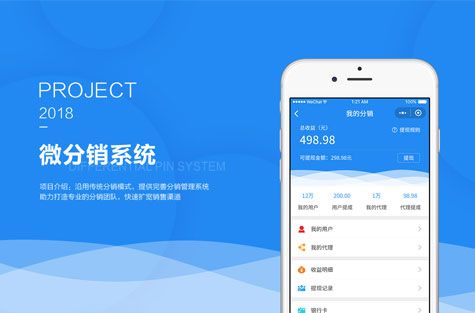 PROJECT
2018
微分销系统
DIFFERENTIAL PIN SYSTEM
项目介绍：沿用传统分销模式，提供完善分销管理系统
助力打造专业的分销团队，快速扩宽销售渠道
WeChat
1:21 AM
100%
我的分销
总收益（元）
提现规则
498.98
可提现金额：298.98元
提现
12万
200.00
1万
98.98
我的用户
用户提成
我的代理
代理提成
我的用户
我的代理
收益明细
提现记录
银行卡